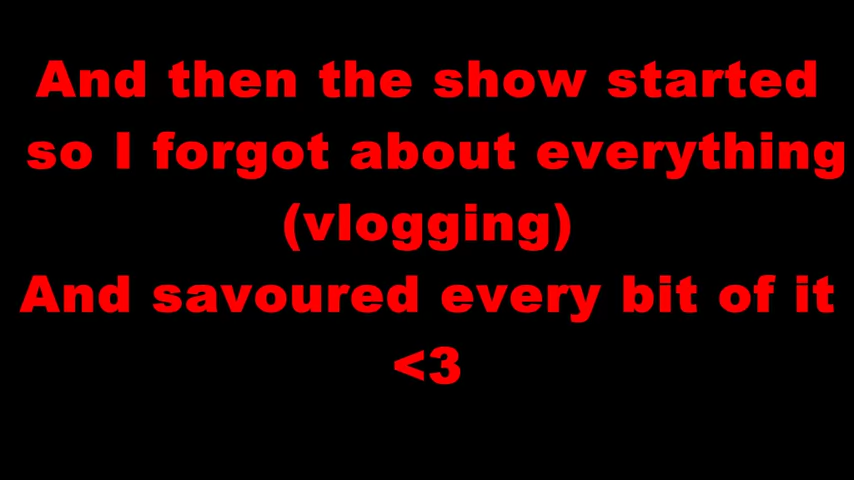 And then the show started
so I forgot about everything
(vlogging)
And savoured every bit of it
<3